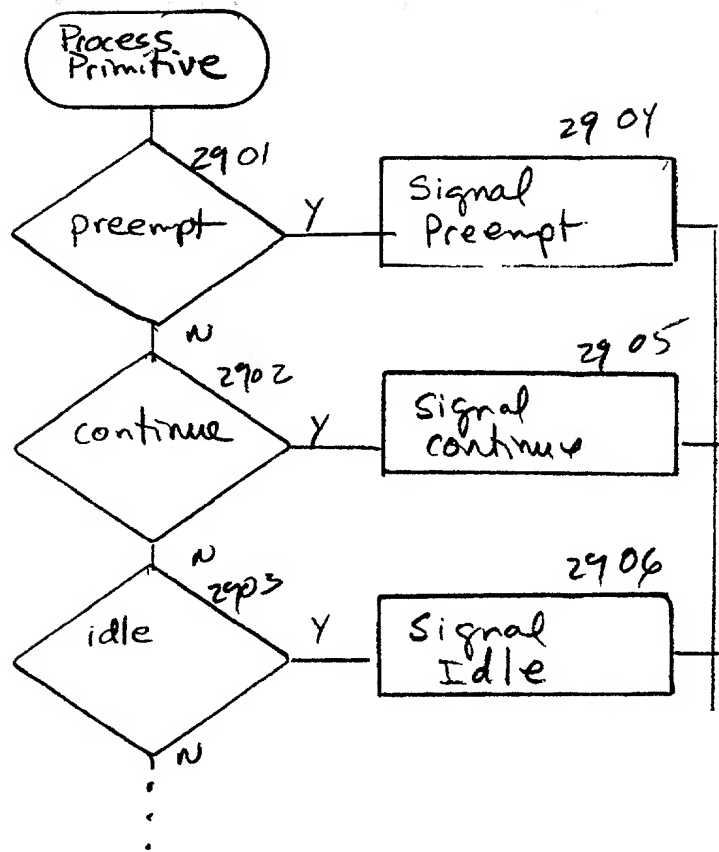 Process
Primitive
2901
preempt
Y
2904
Signal
Preempt
N
2902
continue
Y
2905
Signal
continue
N
2903
idle
Y
2906
Signal
Idle
N